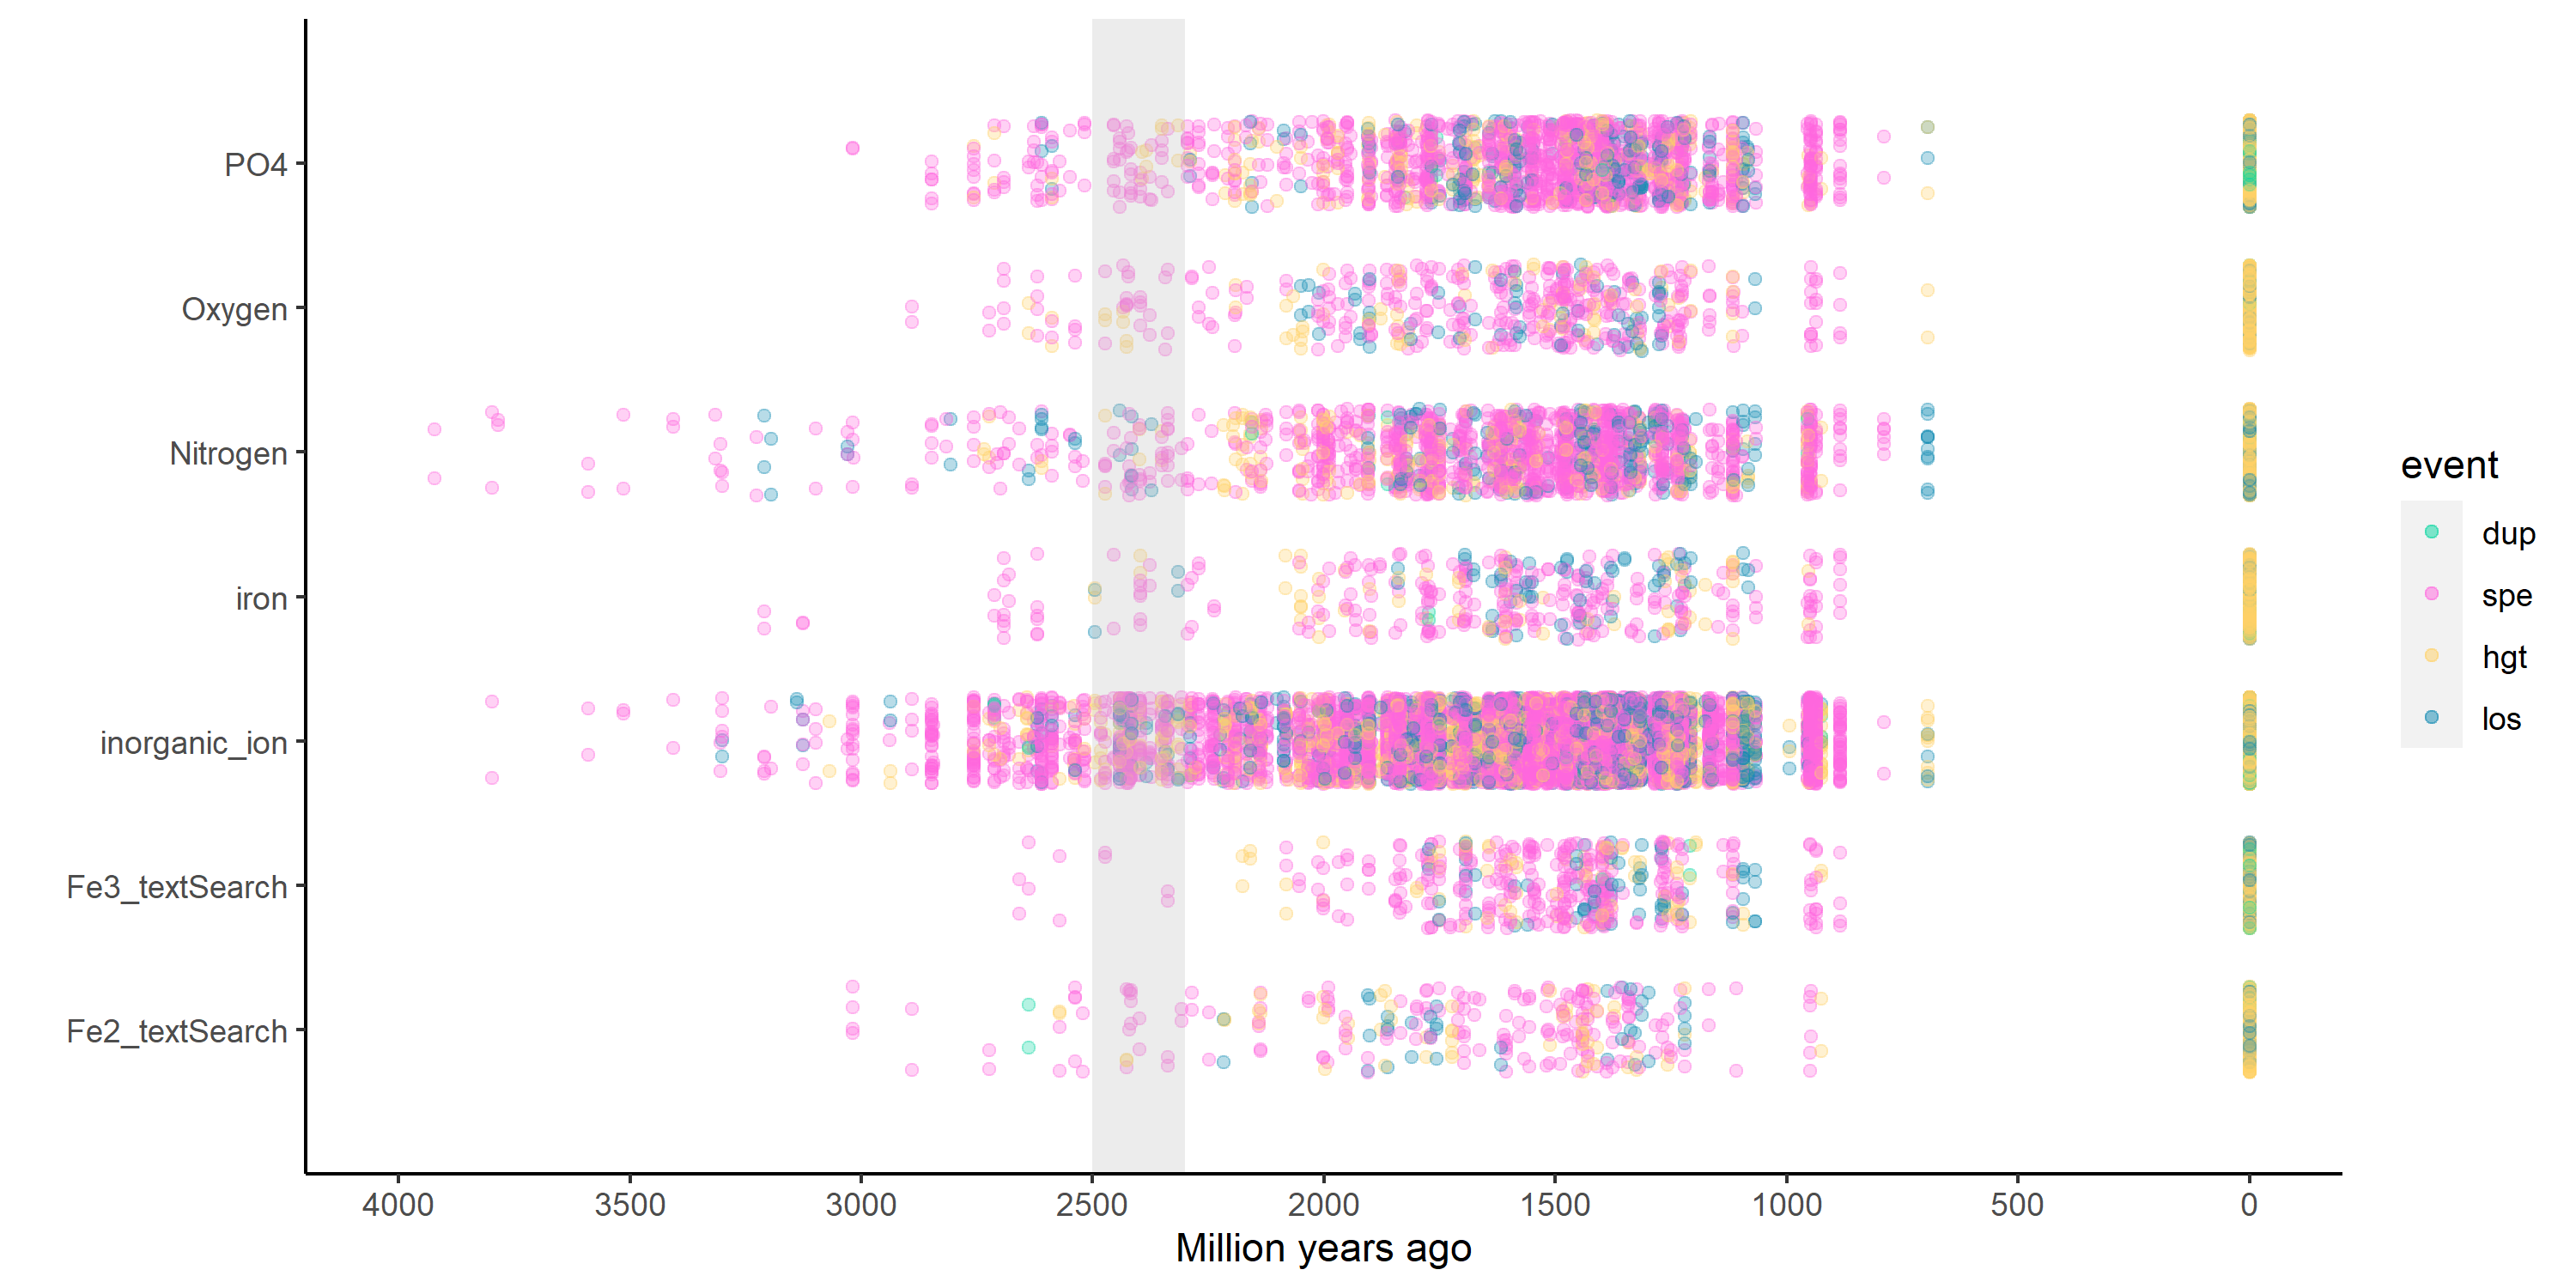 PO4
Oxygen
Nitrogen
iron
inorganic_ion
Fe3_textSearch
Fe2_textSearch
4000 3500 3000 2500 2000 1500 1000 500 0
Million years ago
event
dup
spe
hgt
los